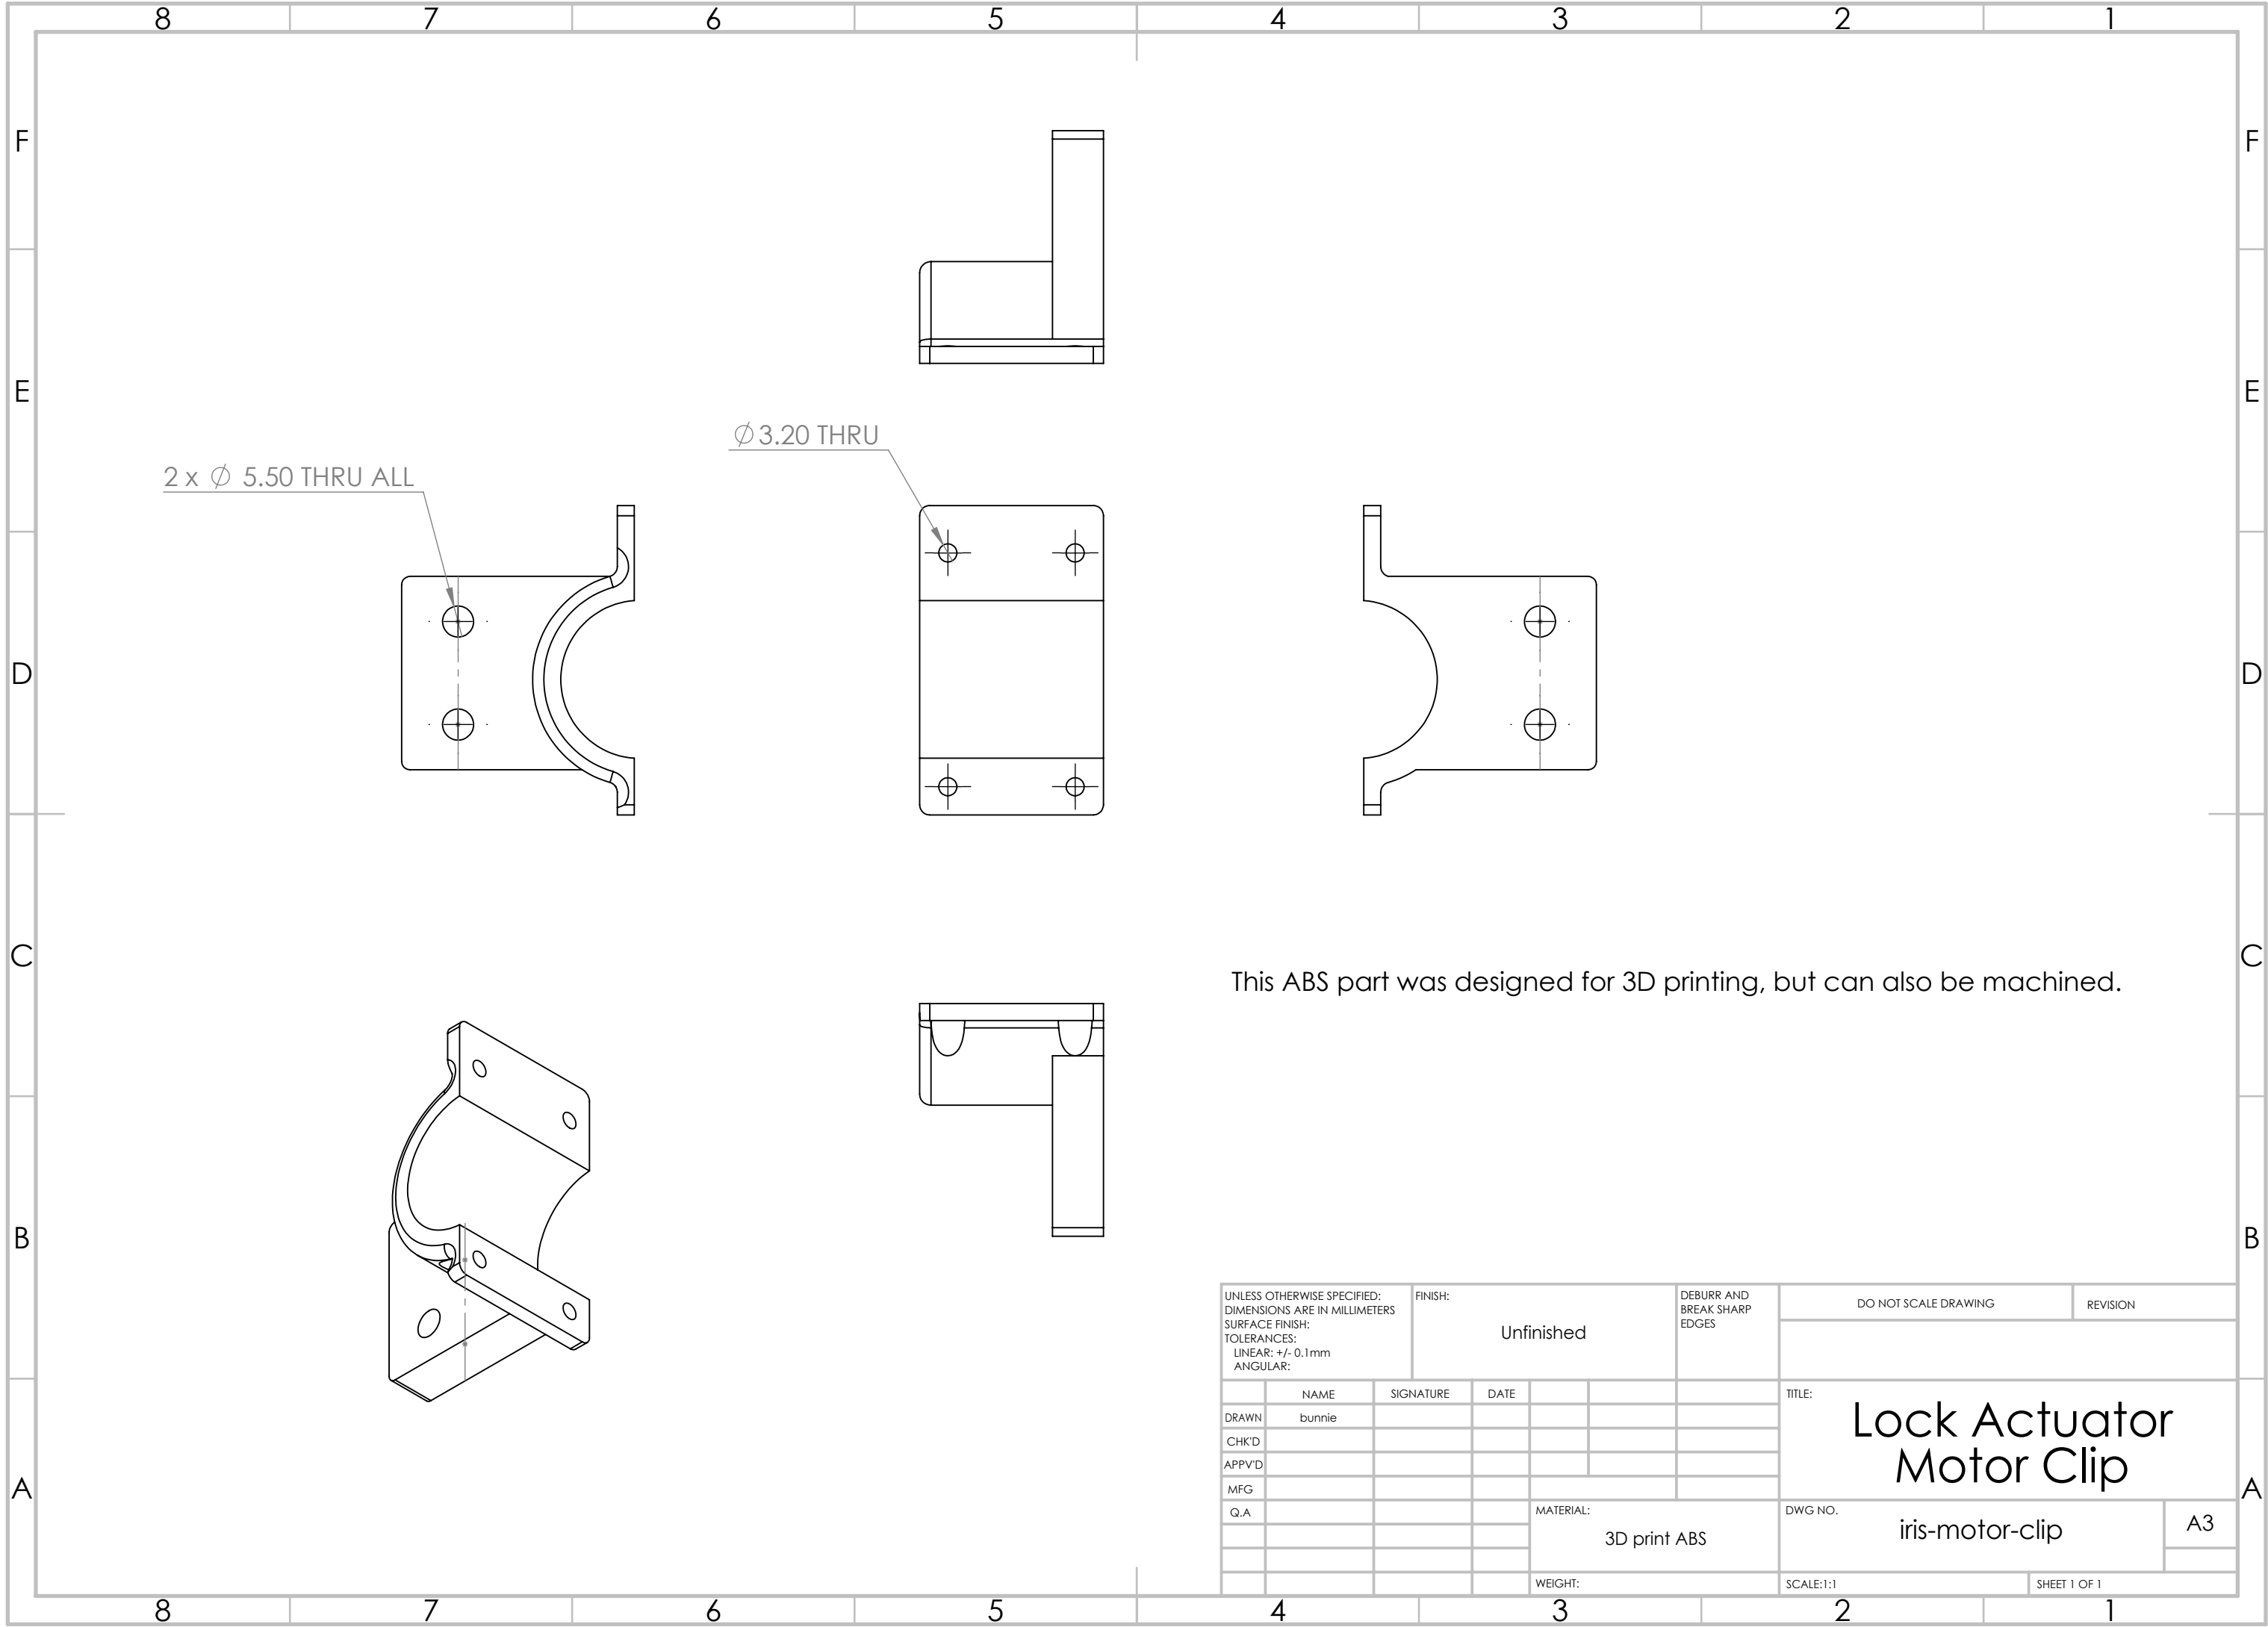 8 7 6 5 4 3 2 1
F F
Ø3.20 THRU
E E
2 x Ø 5.50 THRU ALL
D D
C C
This ABS part was designed for 3D printing, but can also be machined.
B B
UNLESS OTHERWISE SPECIFIED:
DIMENSIONS ARE IN MILLIMETERS
SURFACE FINISH:
TOLERANCES:
LINEAR: +/- 0.1mm
ANGULAR:
FINISH:
Unfinished
DEBURR AND
BREAK SHARP
EDGES
DO NOT SCALE DRAWING
REVISION
NAME SIGNATURE DATE
DRAWN bunnie
CHK'D
APPV'D
MFG
Q.A
TITLE:
Lock Actuator
Motor Clip
A A
MATERIAL:
3D print ABS
DWG NO.
iris-motor-clip
A3
WEIGHT:
SCALE:1:1
SHEET 1 OF 1
8 7 6 5 4 3 2 1